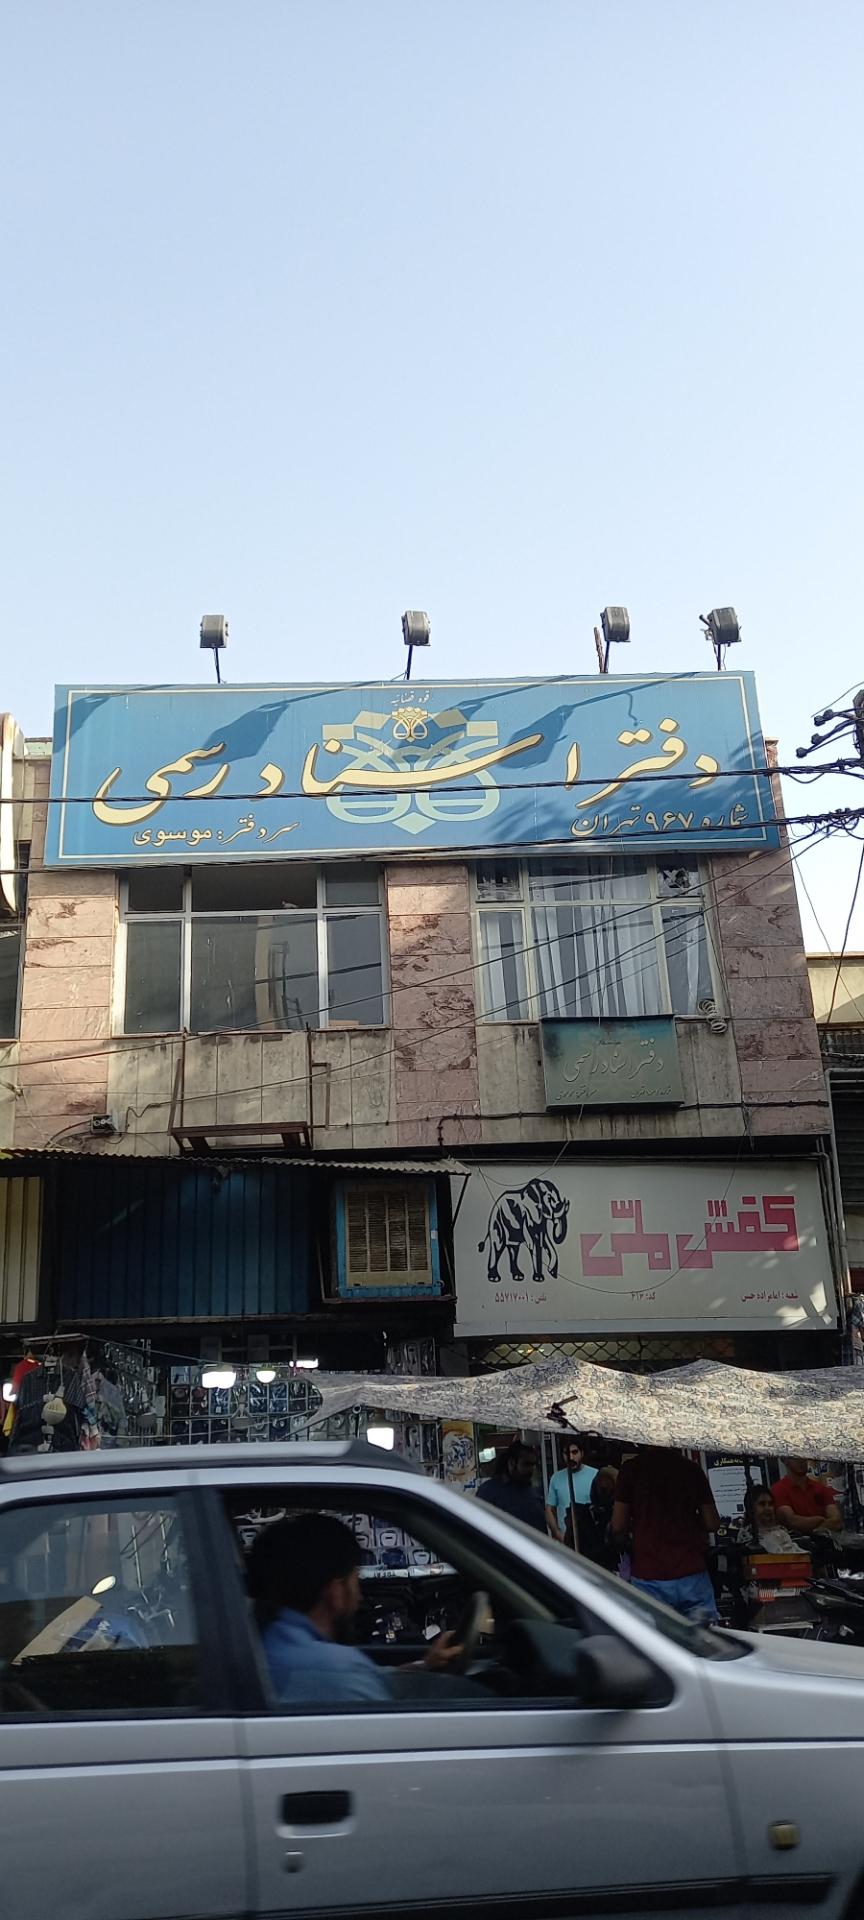 قوه قضائیه
دفتر اسناد رسمی
شماره ۹۶۷ تهران
سردفتر: موسوی
دفتر اسناد رسمی
کفش ملی
شعبه: امامزاده حسن
کد: ۶۱۳
تلفن: ۵۵۷۱۷۰۰۱